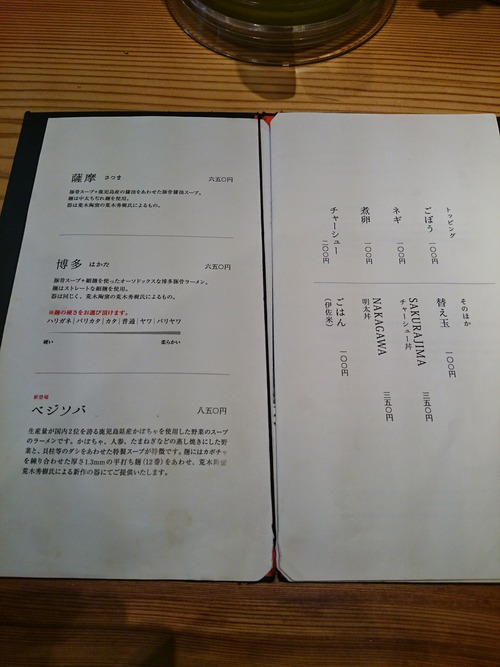 薩摩 さつま 六五〇円
豚骨スープ+鹿児島産の醤油をあわせた豚骨醤油スープ。
麺は中太ちぢれ麺を使用。
器は荒木陶窯の荒木秀樹氏によるもの。
博多 はかた 六五〇円
豚骨スープ+細麺を使ったオーソドックスな博多豚骨ラーメン。
麺はストレートな細麺を使用。
器は同じく、荒木陶窯の荒木秀樹氏によるもの。
※麺の硬さをお選び頂けます。
ハリガネ|バリカタ|カタ|普通|ヤワ|バリヤワ
硬い 柔らかい
新登場
ベジソバ 八五〇円
生産量が国内2位を誇る鹿児島県産かぼちゃを使用した野菜のスープ
のラーメンです。かぼちゃ、人参、たまねぎなどの蒸し焼きにした野
菜と、貝柱等のダシをあわせた特製スープが特徴です。麺にはカボチャ
を練り合わせた厚さ1.3mmの平打ち麺(12番)をあわせ、荒木陶窯
荒木秀樹氏による新作の器にてご提供いたします。
トッピング
ごぼう 一〇〇円
ネギ 一〇〇円
煮卵 一〇〇円
チャーシュー 二〇〇円
そのほか
替え玉 一〇〇円
SAKURAJIMA
チャーシュー丼 三五〇円
NAKAGAWA
明太丼 三五〇円
ごはん
(伊佐米) 一〇〇円